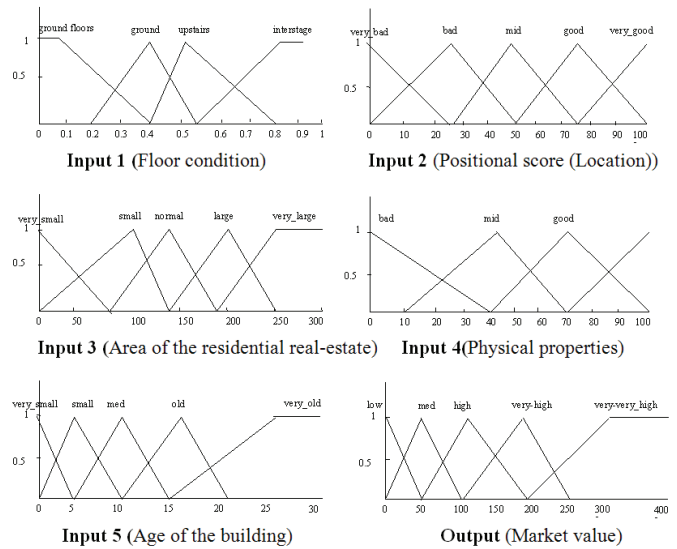 ground floors ground upstairs interstage
1
0.5
0 0.1 0.2 0.3 0.4 0.5 0.6 0.7 0.8 0.9 1
Input 1 (Floor condition)
very_bad bad mid good very_good
1
0.5
0 10 20 30 40 50 60 70 80 90 100
Input 2 (Positional score (Location))
very_small small normal large very_large
1
0.5
0 50 100 150 200 250 300
Input 3 (Area of the residential real-estate)
bad mid good
1
0 10 20 30 40 50 60 70 80 90 100
Input 4(Physical properties)
very_small small med old very_old
1
0.5
0 5 10 15 20 25 30
Input 5 (Age of the building)
low med high very-high very-very_high
1
0.5
0 50 100 150 200 250 300 400
Output (Market value)